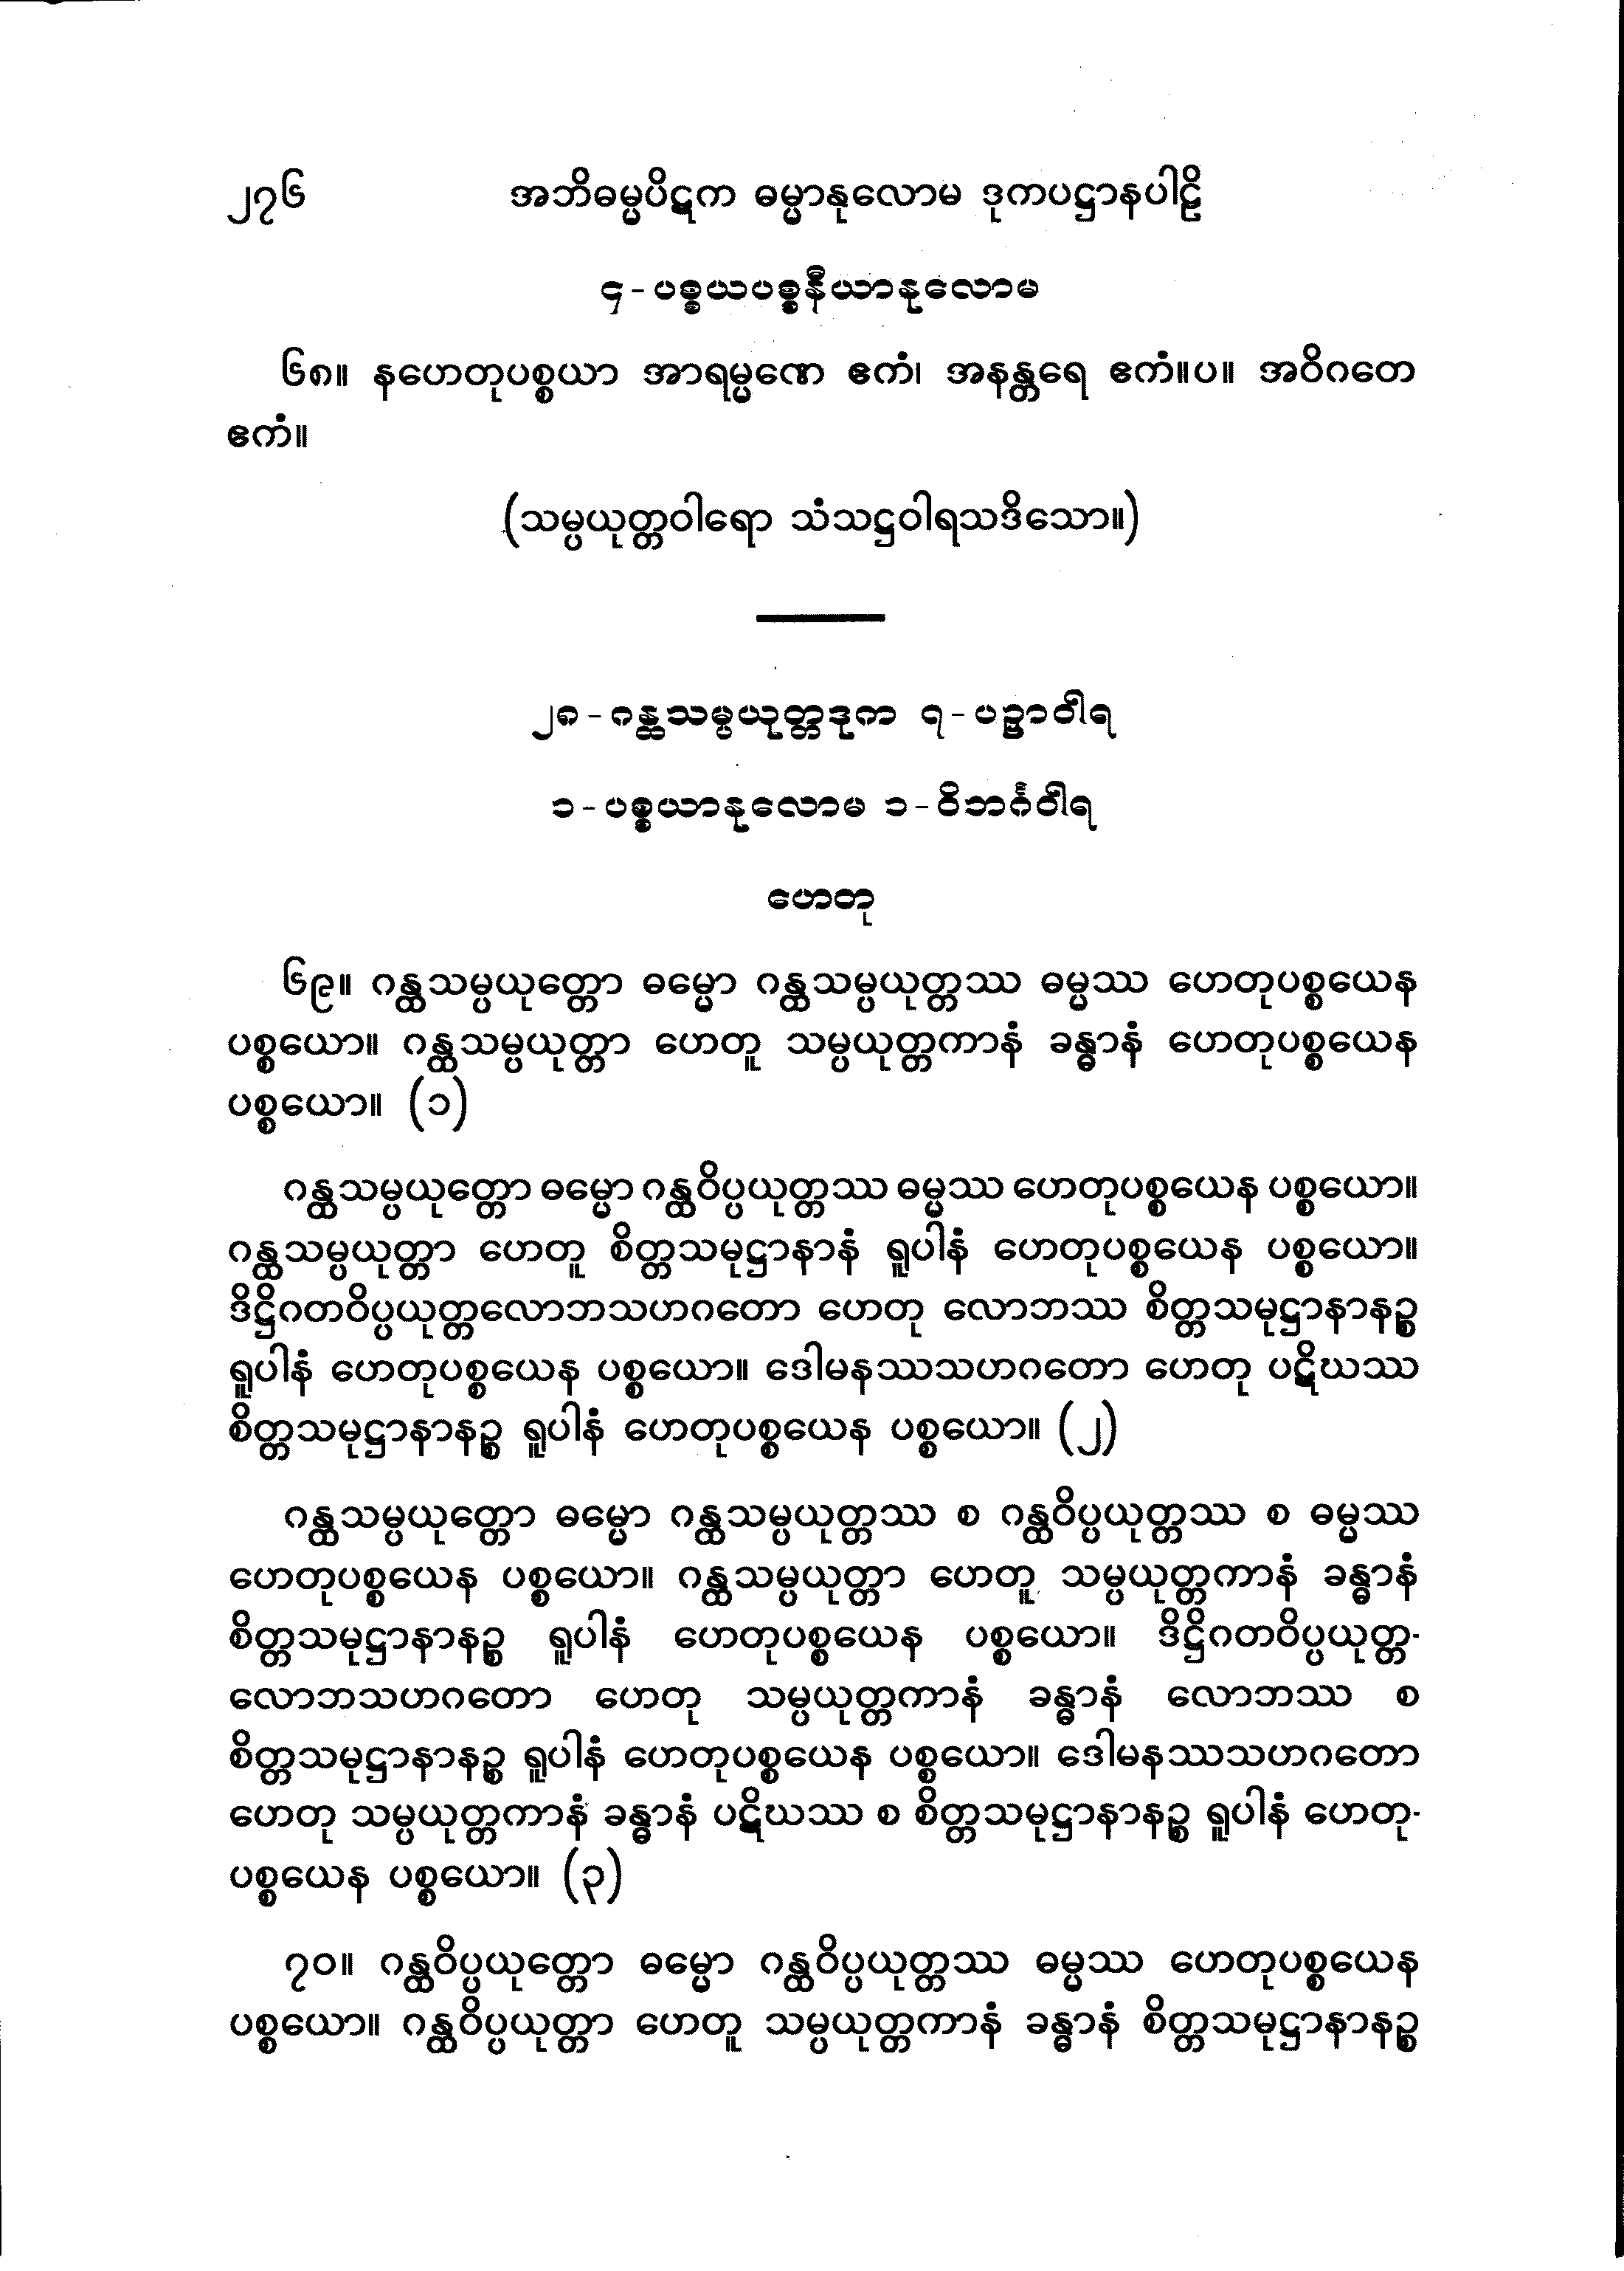 ၂၇၆ အဘိဓမ္မပိဋက ဓမ္မာနုလောမ ဒုကပဋ္ဌာနပါဠိ
၄-ပစ္စယပစ္စနီယာနုလောမ
၆၈။ နဟေတုပစ္စယာ အာရမ္မဏေ ဧကံ၊ အနန္တရေ ဧကံ။ပ။ အဝိဂတေ
ဧကံ။
(သမ္ပယုတ္တဝါရော သံသဋ္ဌဝါရသဒိသော။)
၂၈-ဂန္ထသမ္ပယုတ္တဒုက ၇-ပဉှာဝါရ
၁-ပစ္စယာနုလောမ ၁-ဝိဘင်္ဂဝါရ
ဟေတု
၆၉။ ဂန္ထသမ္ပယုတ္တော ဓမ္မော ဂန္ထသမ္ပယုတ္တဿ ဓမ္မဿ ဟေတုပစ္စယေန
ပစ္စယော။ ဂန္ထသမ္ပယုတ္တာ ဟေတူ သမ္ပယုတ္တကာနံ ခန္ဓာနံ ဟေတုပစ္စယေန
ပစ္စယော။ (၁)
ဂန္ထသမ္ပယုတ္တော ဓမ္မော ဂန္ထဝိပ္ပယုတ္တဿ ဓမ္မဿ ဟေတုပစ္စယေန ပစ္စယော။
ဂန္ထသမ္ပယုတ္တာ ဟေတူ စိတ္တသမုဋ္ဌာနာနံ ရူပါနံ ဟေတုပစ္စယေန ပစ္စယော။
ဒိဋ္ဌိဂတဝိပ္ပယုတ္တလောဘသဟဂတော ဟေတု လောဘဿ စိတ္တသမုဋ္ဌာနာနဉ္စ
ရူပါနံ ဟေတုပစ္စယေန ပစ္စယော။ ဒေါမနဿသဟဂတော ဟေတု ပဋိဃဿ
စိတ္တသမုဋ္ဌာနာနဉ္စ ရူပါနံ ဟေတုပစ္စယေန ပစ္စယော။ (၂)
ဂန္ထသမ္ပယုတ္တော ဓမ္မော ဂန္ထသမ္ပယုတ္တဿ စ ဂန္ထဝိပ္ပယုတ္တဿ စ ဓမ္မဿ
ဟေတုပစ္စယေန ပစ္စယော။ ဂန္ထသမ္ပယုတ္တာ ဟေတူ သမ္ပယုတ္တကာနံ ခန္ဓာနံ
စိတ္တသမုဋ္ဌာနာနဉ္စ ရူပါနံ ဟေတုပစ္စယေန ပစ္စယော။ ဒိဋ္ဌိဂတဝိပ္ပယုတ္တ-
လောဘသဟဂတော ဟေတု သမ္ပယုတ္တကာနံ ခန္ဓာနံ လောဘဿ စ
စိတ္တသမုဋ္ဌာနာနဉ္စ ရူပါနံ ဟေတုပစ္စယေန ပစ္စယော။ ဒေါမနဿသဟဂတော
ဟေတု သမ္ပယုတ္တကာနံ ခန္ဓာနံ ပဋိဃဿ စ စိတ္တသမုဋ္ဌာနာနဉ္စ ရူပါနံ ဟေတု-
ပစ္စယေန ပစ္စယော။ (၃)
၇၀။ ဂန္ထဝိပ္ပယုတ္တော ဓမ္မော ဂန္ထဝိပ္ပယုတ္တဿ ဓမ္မဿ ဟေတုပစ္စယေန
ပစ္စယော။ ဂန္ထဝိပ္ပယုတ္တာ ဟေတူ သမ္ပယုတ္တကာနံ ခန္ဓာနံ စိတ္တသမုဋ္ဌာနာနဉ္စ